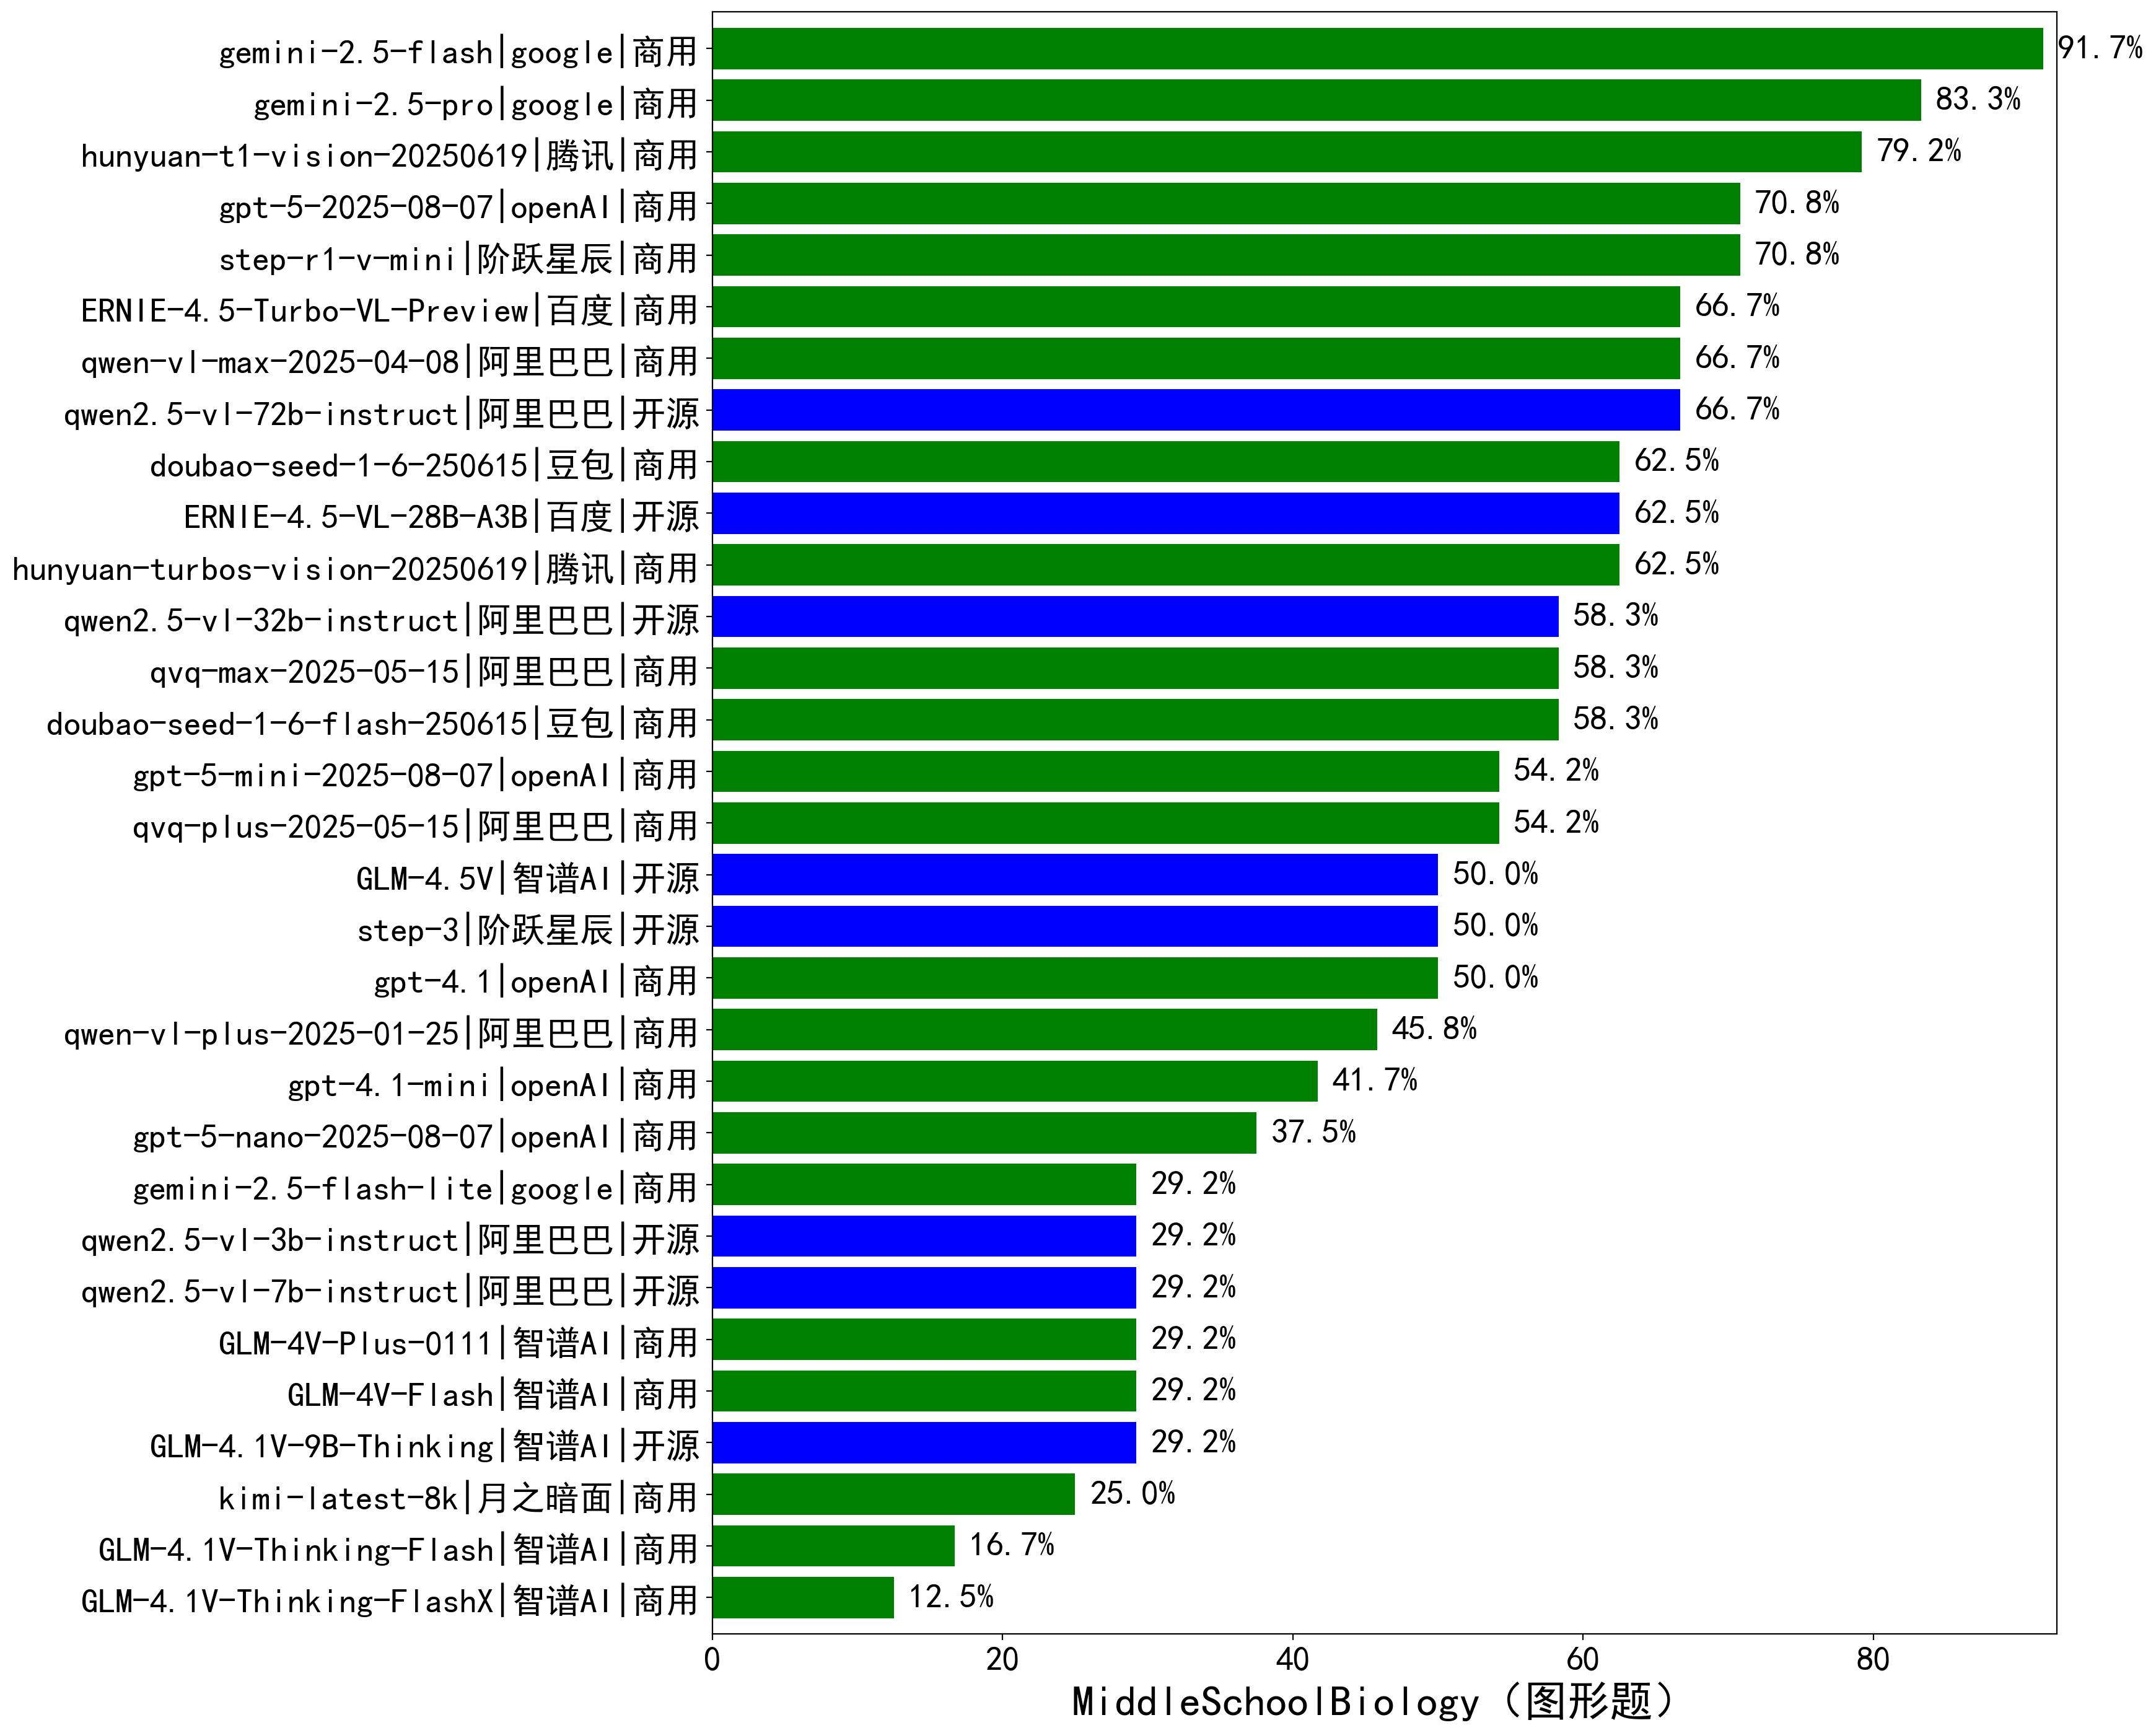 gemini-2.5-flash|google|商用 91.7%
gemini-2.5-pro|google|商用 83.3%
hunyuan-t1-vision-20250619|腾讯|商用 79.2%
gpt-5-2025-08-07|openAI|商用 70.8%
step-r1-v-mini|阶跃星辰|商用 70.8%
ERNIE-4.5-Turbo-VL-Preview|百度|商用 66.7%
qwen-vl-max-2025-04-08|阿里巴巴|商用 66.7%
qwen2.5-vl-72b-instruct|阿里巴巴|开源 66.7%
doubao-seed-1-6-250615|豆包|商用 62.5%
ERNIE-4.5-VL-28B-A3B|百度|开源 62.5%
hunyuan-turbos-vision-20250619|腾讯|商用 62.5%
qwen2.5-vl-32b-instruct|阿里巴巴|开源 58.3%
qvq-max-2025-05-15|阿里巴巴|商用 58.3%
doubao-seed-1-6-flash-250615|豆包|商用 58.3%
gpt-5-mini-2025-08-07|openAI|商用 54.2%
qvq-plus-2025-05-15|阿里巴巴|商用 54.2%
GLM-4.5V|智谱AI|开源 50.0%
step-3|阶跃星辰|开源 50.0%
gpt-4.1|openAI|商用 50.0%
qwen-vl-plus-2025-01-25|阿里巴巴|商用 45.8%
gpt-4.1-mini|openAI|商用 41.7%
gpt-5-nano-2025-08-07|openAI|商用 37.5%
gemini-2.5-flash-lite|google|商用 29.2%
qwen2.5-vl-3b-instruct|阿里巴巴|开源 29.2%
qwen2.5-vl-7b-instruct|阿里巴巴|开源 29.2%
GLM-4V-Plus-0111|智谱AI|商用 29.2%
GLM-4V-Flash|智谱AI|商用 29.2%
GLM-4.1V-9B-Thinking|智谱AI|开源 29.2%
kimi-latest-8k|月之暗面|商用 25.0%
GLM-4.1V-Thinking-Flash|智谱AI|商用 16.7%
GLM-4.1V-Thinking-FlashX|智谱AI|商用 12.5%
0 20 40 60 80
MiddleSchoolBiology（图形题）